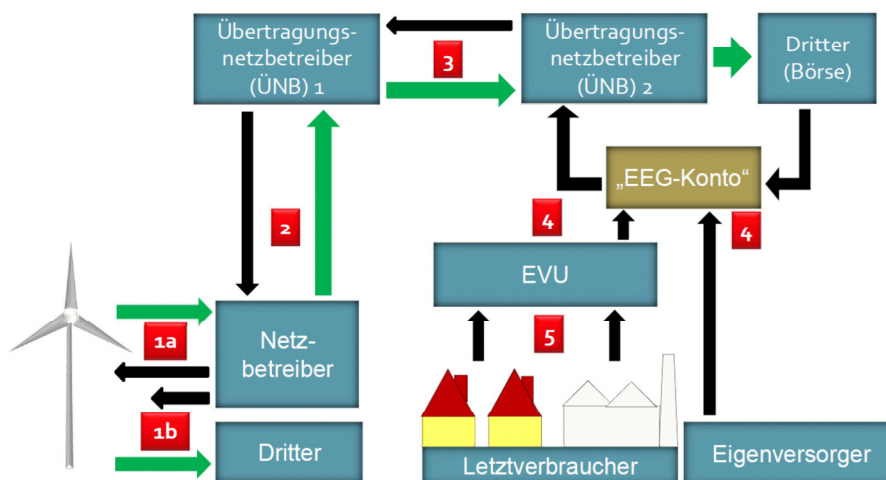 Übertragungs-
netzbetreiber
(ÜNB) 1
3
Übertragungs-
netzbetreiber
(ÜNB) 2
Dritter
(Börse)
„EEG-Konto“
2
4
4
EVU
1a
Netz-
betreiber
5
1b
Dritter
Letztverbraucher
Eigenversorger